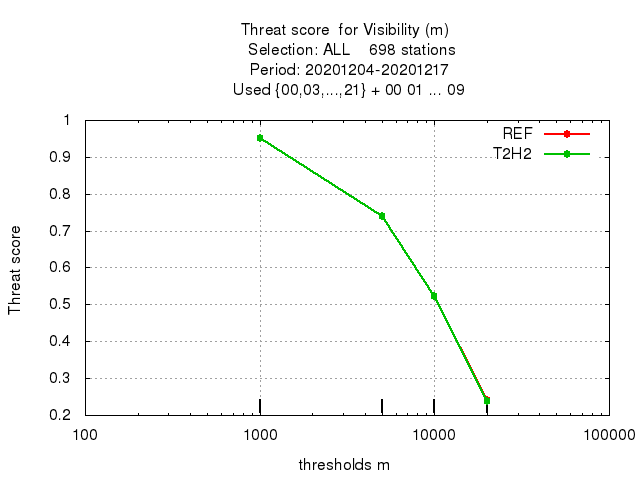 Threat score  for Visibility (m)
Selection: ALL    698 stations
Period: 20201204-20201217
Used {00,03,...,21} + 00 01 ... 09
REF
T2H2
Threat score
1
0.9
0.8
0.7
0.6
0.5
0.4
0.3
0.2
100
1000
10000
100000
thresholds m